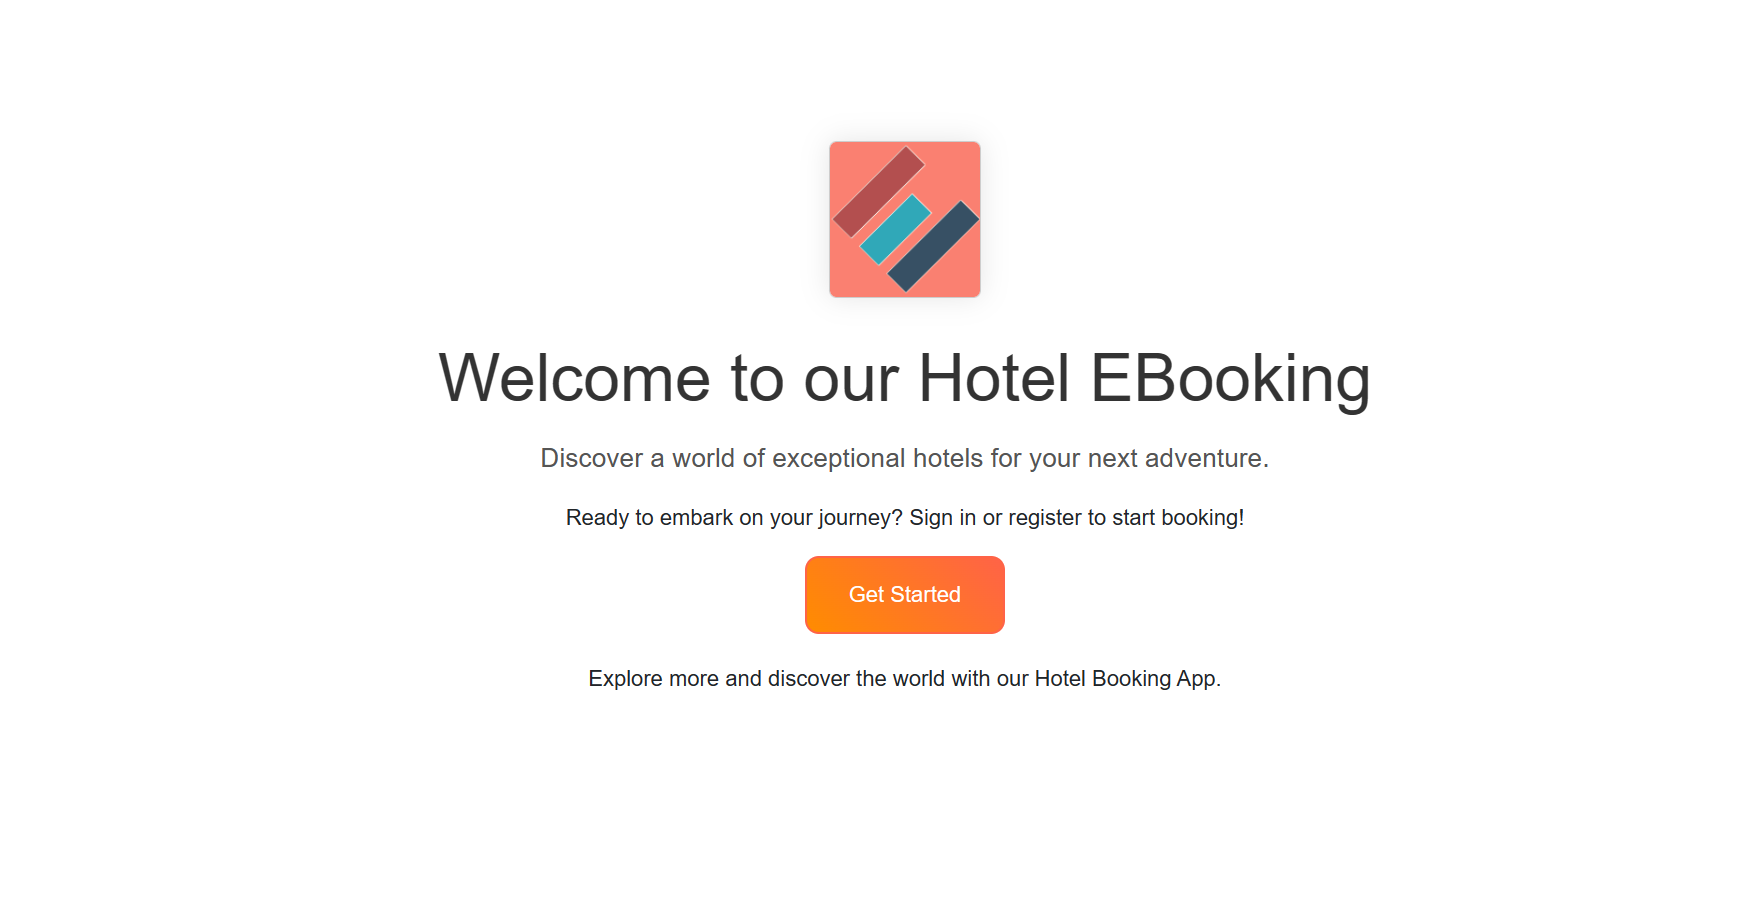 Welcome to our Hotel EBooking
Discover a world of exceptional hotels for your next adventure.
Ready to embark on your journey? Sign in or register to start booking!
Get Started
Explore more and discover the world with our Hotel Booking App.